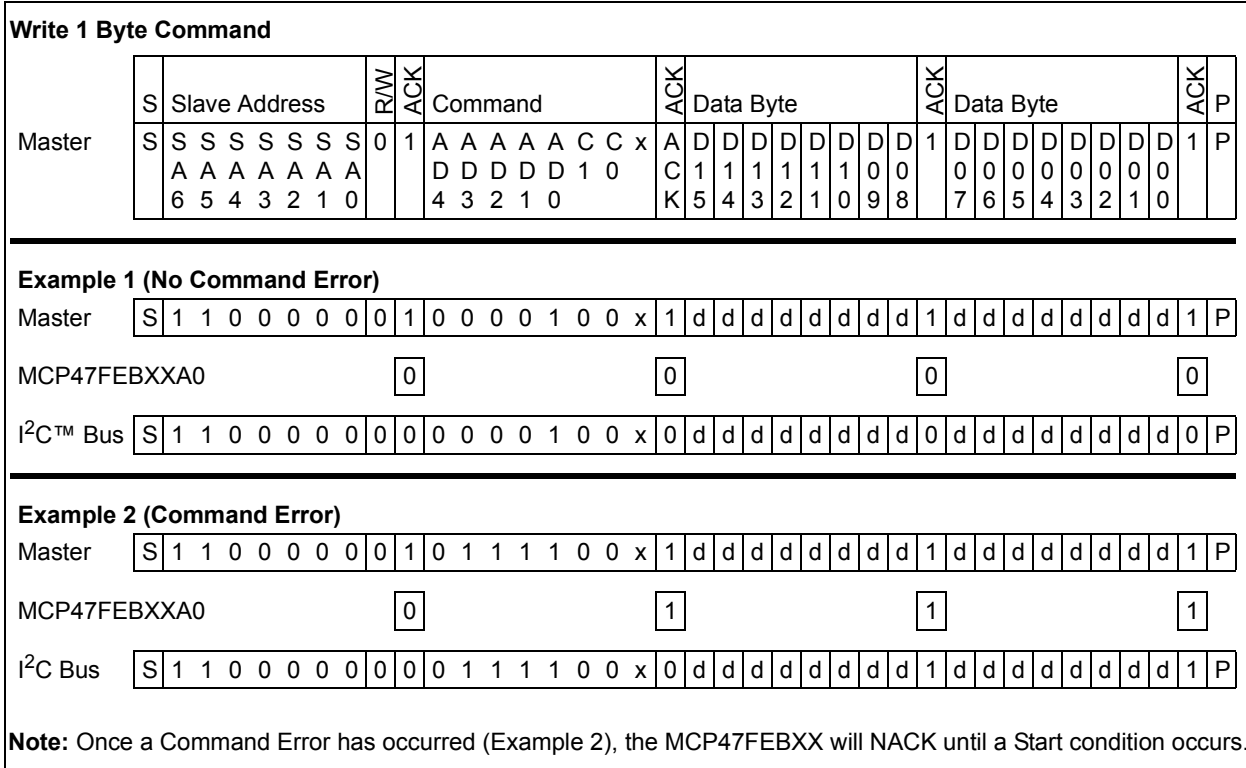 Write 1 Byte Command
S Slave Address R/W ACK Command ACK Data Byte ACK Data Byte ACK P
Master S S S S S S S S 0 1 A A A A A C C x A D D D D D D D D 1 D D D D D D D D 1 P
A A A A A A A D D D D D 1 0 C 1 1 1 1 1 1 0 0 0 0 0 0 0 0 0 0
6 5 4 3 2 1 0 4 3 2 1 0 K 5 4 3 2 1 0 9 8 7 6 5 4 3 2 1 0
Example 1 (No Command Error)
Master S 1 1 0 0 0 0 0 0 1 0 0 0 0 1 0 0 x 1 d d d d d d d d 1 d d d d d d d d 1 P
MCP47FEBXXA0 0 0 0 0
I2C™ Bus S 1 1 0 0 0 0 0 0 0 0 0 0 0 1 0 0 x 0 d d d d d d d d 0 d d d d d d d d 0 P
Example 2 (Command Error)
Master S 1 1 0 0 0 0 0 0 1 0 1 1 1 1 0 0 x 1 d d d d d d d d 1 d d d d d d d d 1 P
MCP47FEBXXA0 0 1 1 1
I2C Bus S 1 1 0 0 0 0 0 0 0 0 1 1 1 1 0 0 x 0 d d d d d d d d 1 d d d d d d d d 1 P
Note: Once a Command Error has occurred (Example 2), the MCP47FEBXX will NACK until a Start condition occurs.